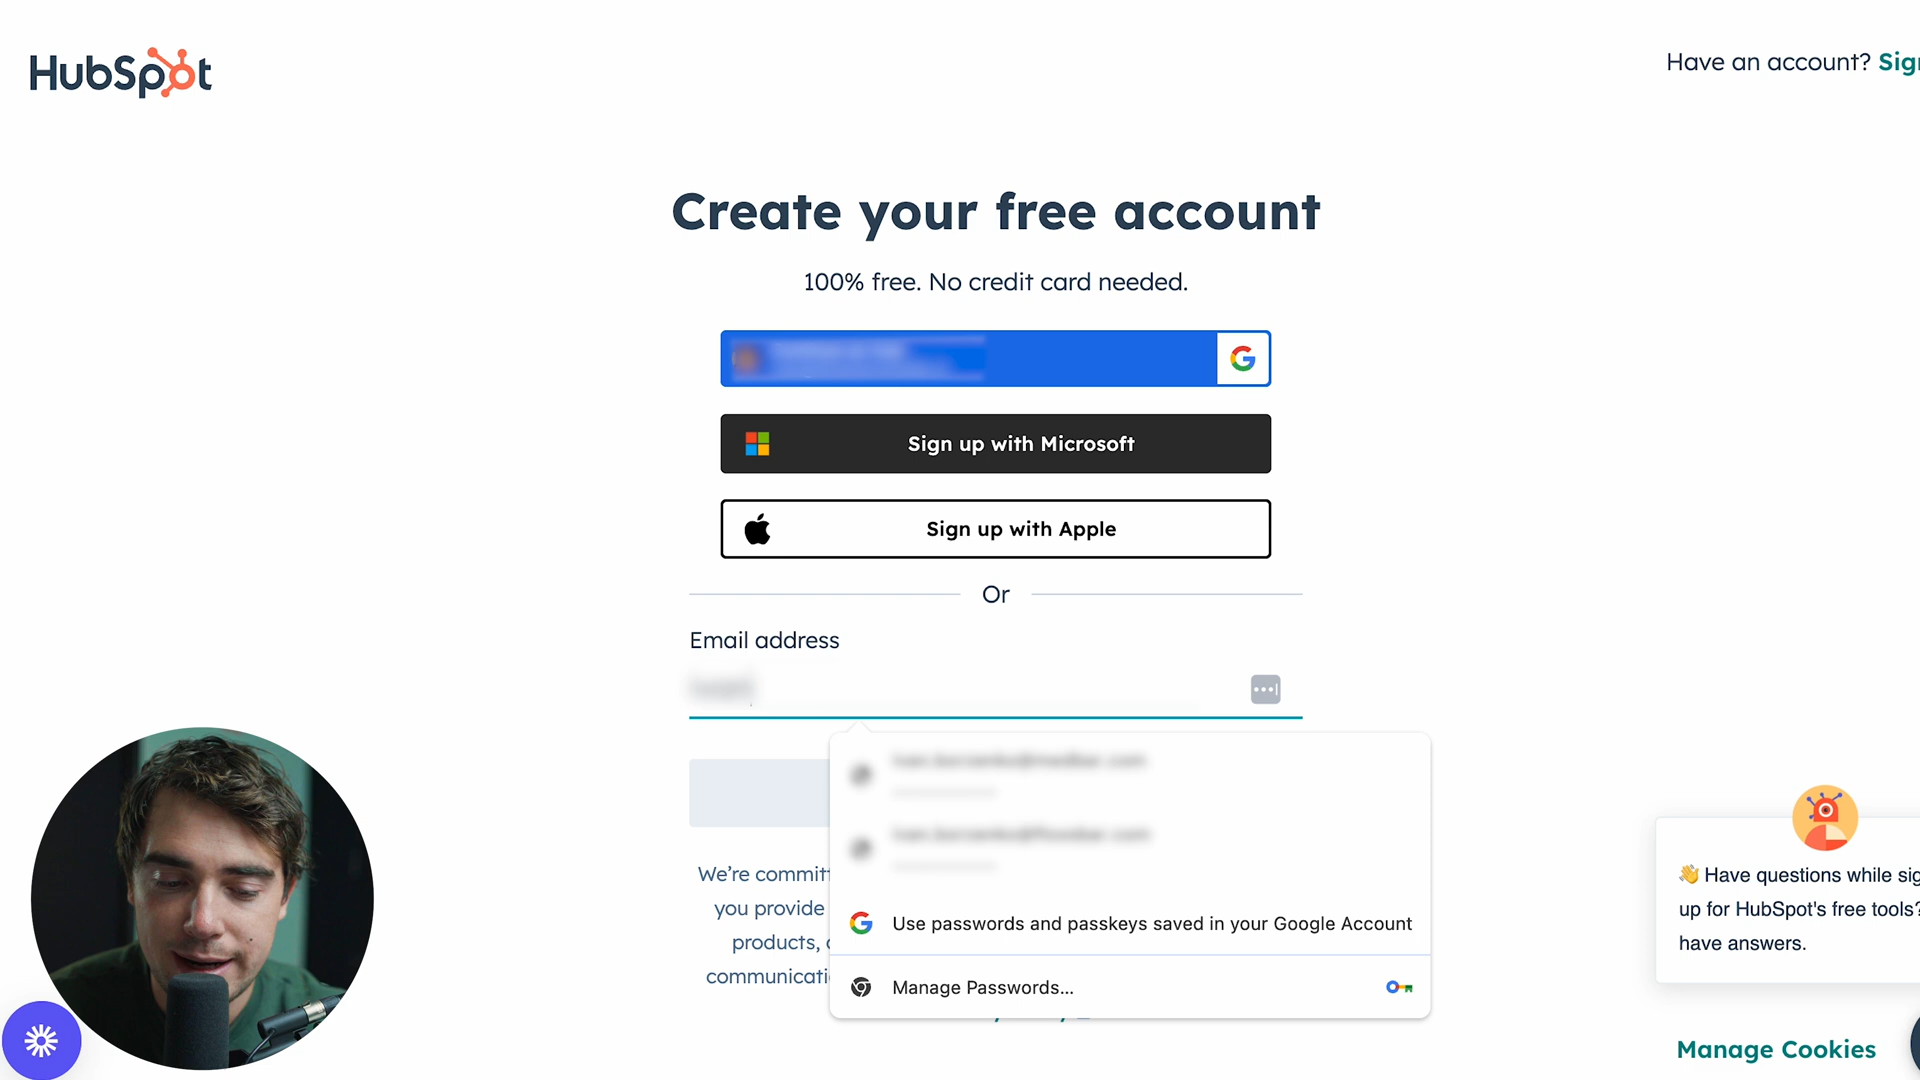 HubSpot
Have an account? Sig
Create your free account
100% free. No credit card needed.
Sign up with Microsoft
Sign up with Apple
Or
Email address
We're commit
you provide
products,
communicati
Use passwords and passkeys saved in your Google Account
Manage Passwords...
👋 Have questions while sig
up for HubSpot's free tools?
have answers.
Manage Cookies